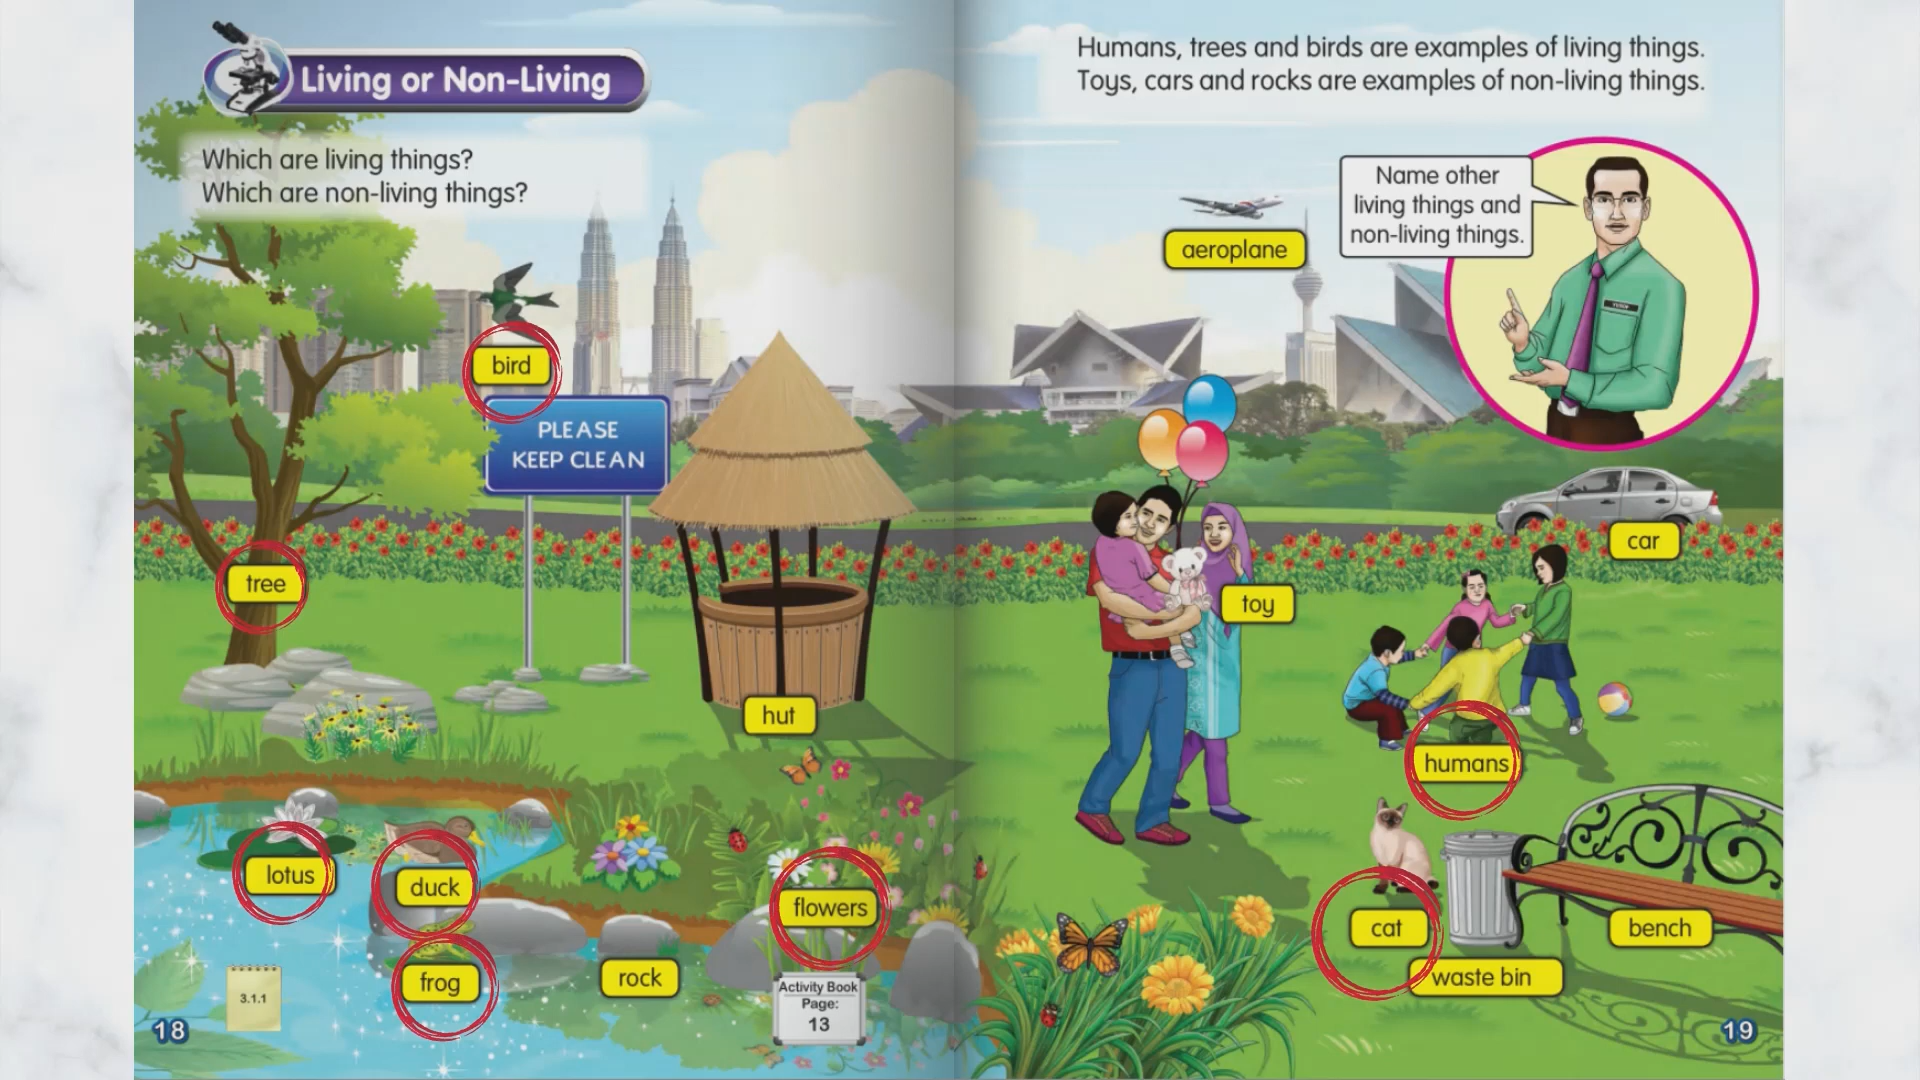 Living or Non-Living
Which are living things?
Which are non-living things?
bird
PLEASE
KEEP CLEAN
tree
hut
lotus
duck
flowers
frog
rock
3.1.1
Activity Book
Page:
13
18
Humans, trees and birds are examples of living things.
Toys, cars and rocks are examples of non-living things.
Name other
living things and
non-living things.
aeroplane
car
toy
humans
cat
bench
waste bin
19